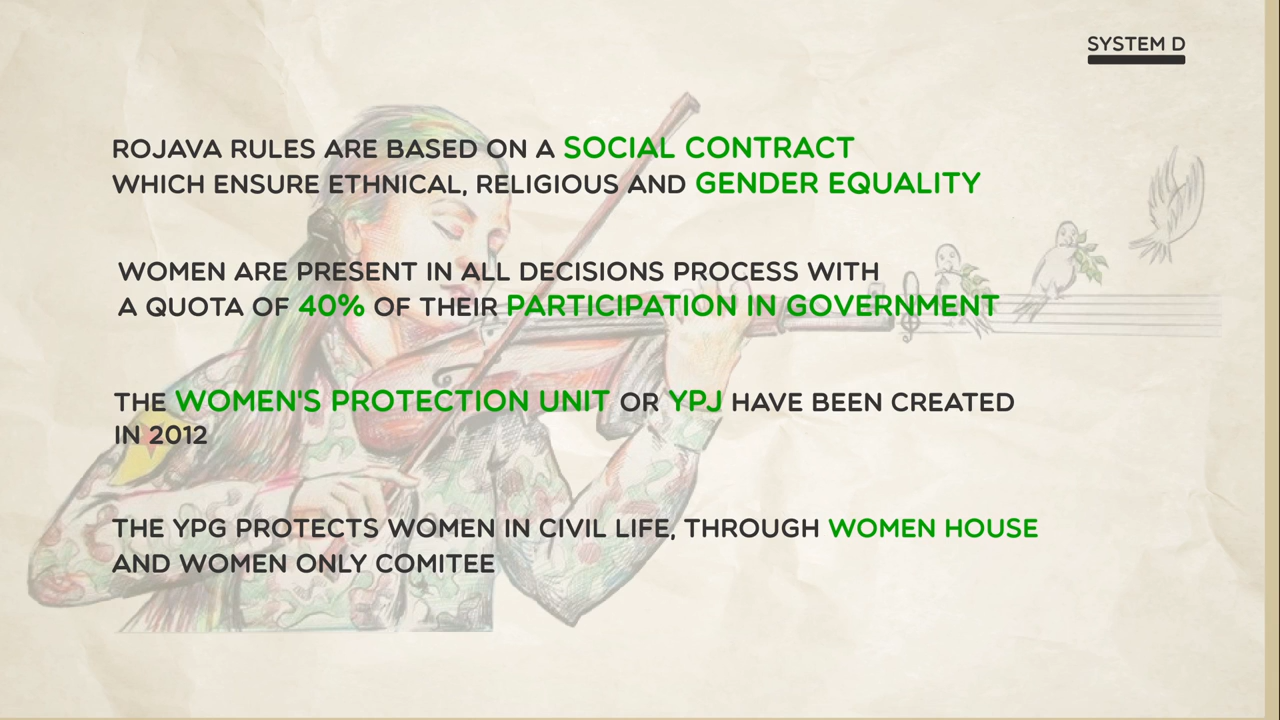 SYSTEM D
ROJAVA RULES ARE BASED ON A SOCIAL CONTRACT
WHICH ENSURE ETHNICAL, RELIGIOUS AND GENDER EQUALITY
WOMEN ARE PRESENT IN ALL DECISIONS PROCESS WITH
A QUOTA OF 40% OF THEIR PARTICIPATION IN GOVERNMENT
THE WOMEN'S PROTECTION UNIT OR YPJ HAVE BEEN CREATED
IN 2012
THE YPG PROTECTS WOMEN IN CIVIL LIFE, THROUGH WOMEN HOUSE
AND WOMEN ONLY COMITEE